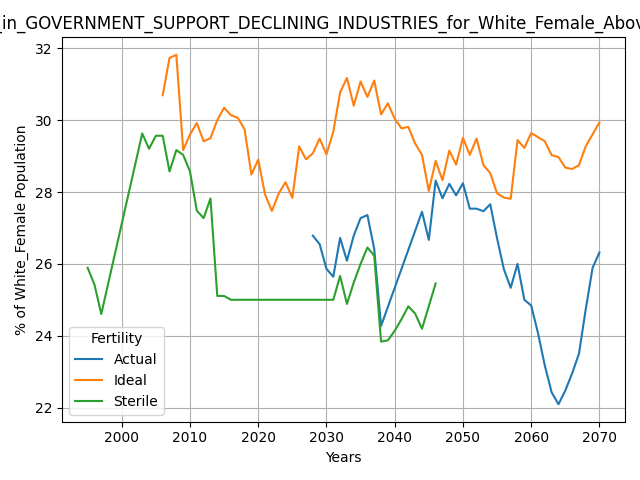 _in_GOVERNMENT_SUPPORT_DECLINING_INDUSTRIES_for_White_Female_Abov
32
30
28
26
24
22
% of White_Female Population
Fertility
Actual
Ideal
Sterile
2000 2010 2020 2030 2040 2050 2060 2070
Years